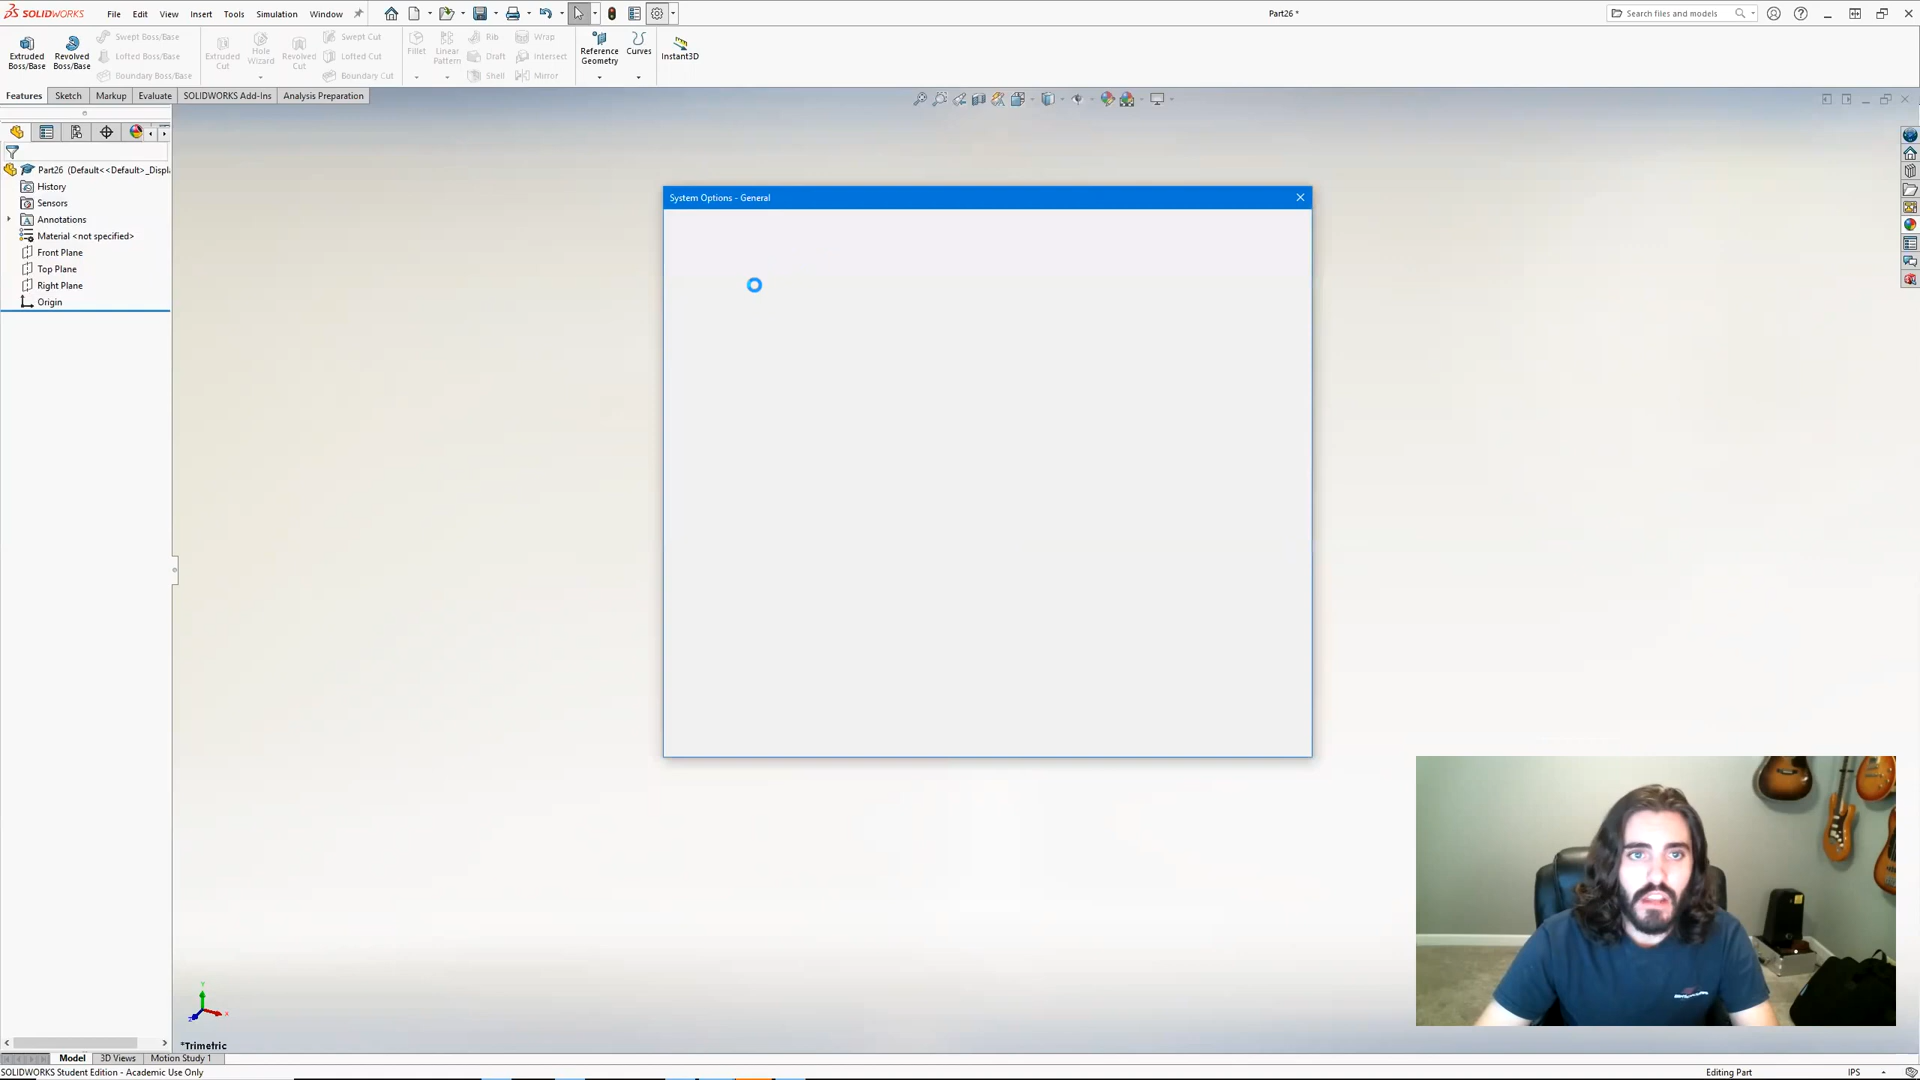 SOLIDWORKS File Edit View Insert Tools Simulation Window
Part26 *
Search files and models
Extruded Boss/Base
Revolved Boss/Base
Swept Boss/Base
Lofted Boss/Base
Boundary Boss/Base
Extruded Cut
Hole Wizard
Revolved Cut
Swept Cut
Lofted Cut
Boundary Cut
Fillet
Linear Pattern
Rib
Draft
Shell
Wrap
Intersect
Mirror
Reference Geometry
Curves
Instant3D
Features Sketch Markup Evaluate SOLIDWORKS Add-Ins Analysis Preparation
Part26 (Default<<Default>_Displ
History
Sensors
Annotations
Material <not specified>
Front Plane
Top Plane
Right Plane
Origin
System Options - General
Y
X
Z
*Trimetric
Model 3D Views Motion Study 1
SOLIDWORKS Student Edition - Academic Use Only
Editing Part
IPS